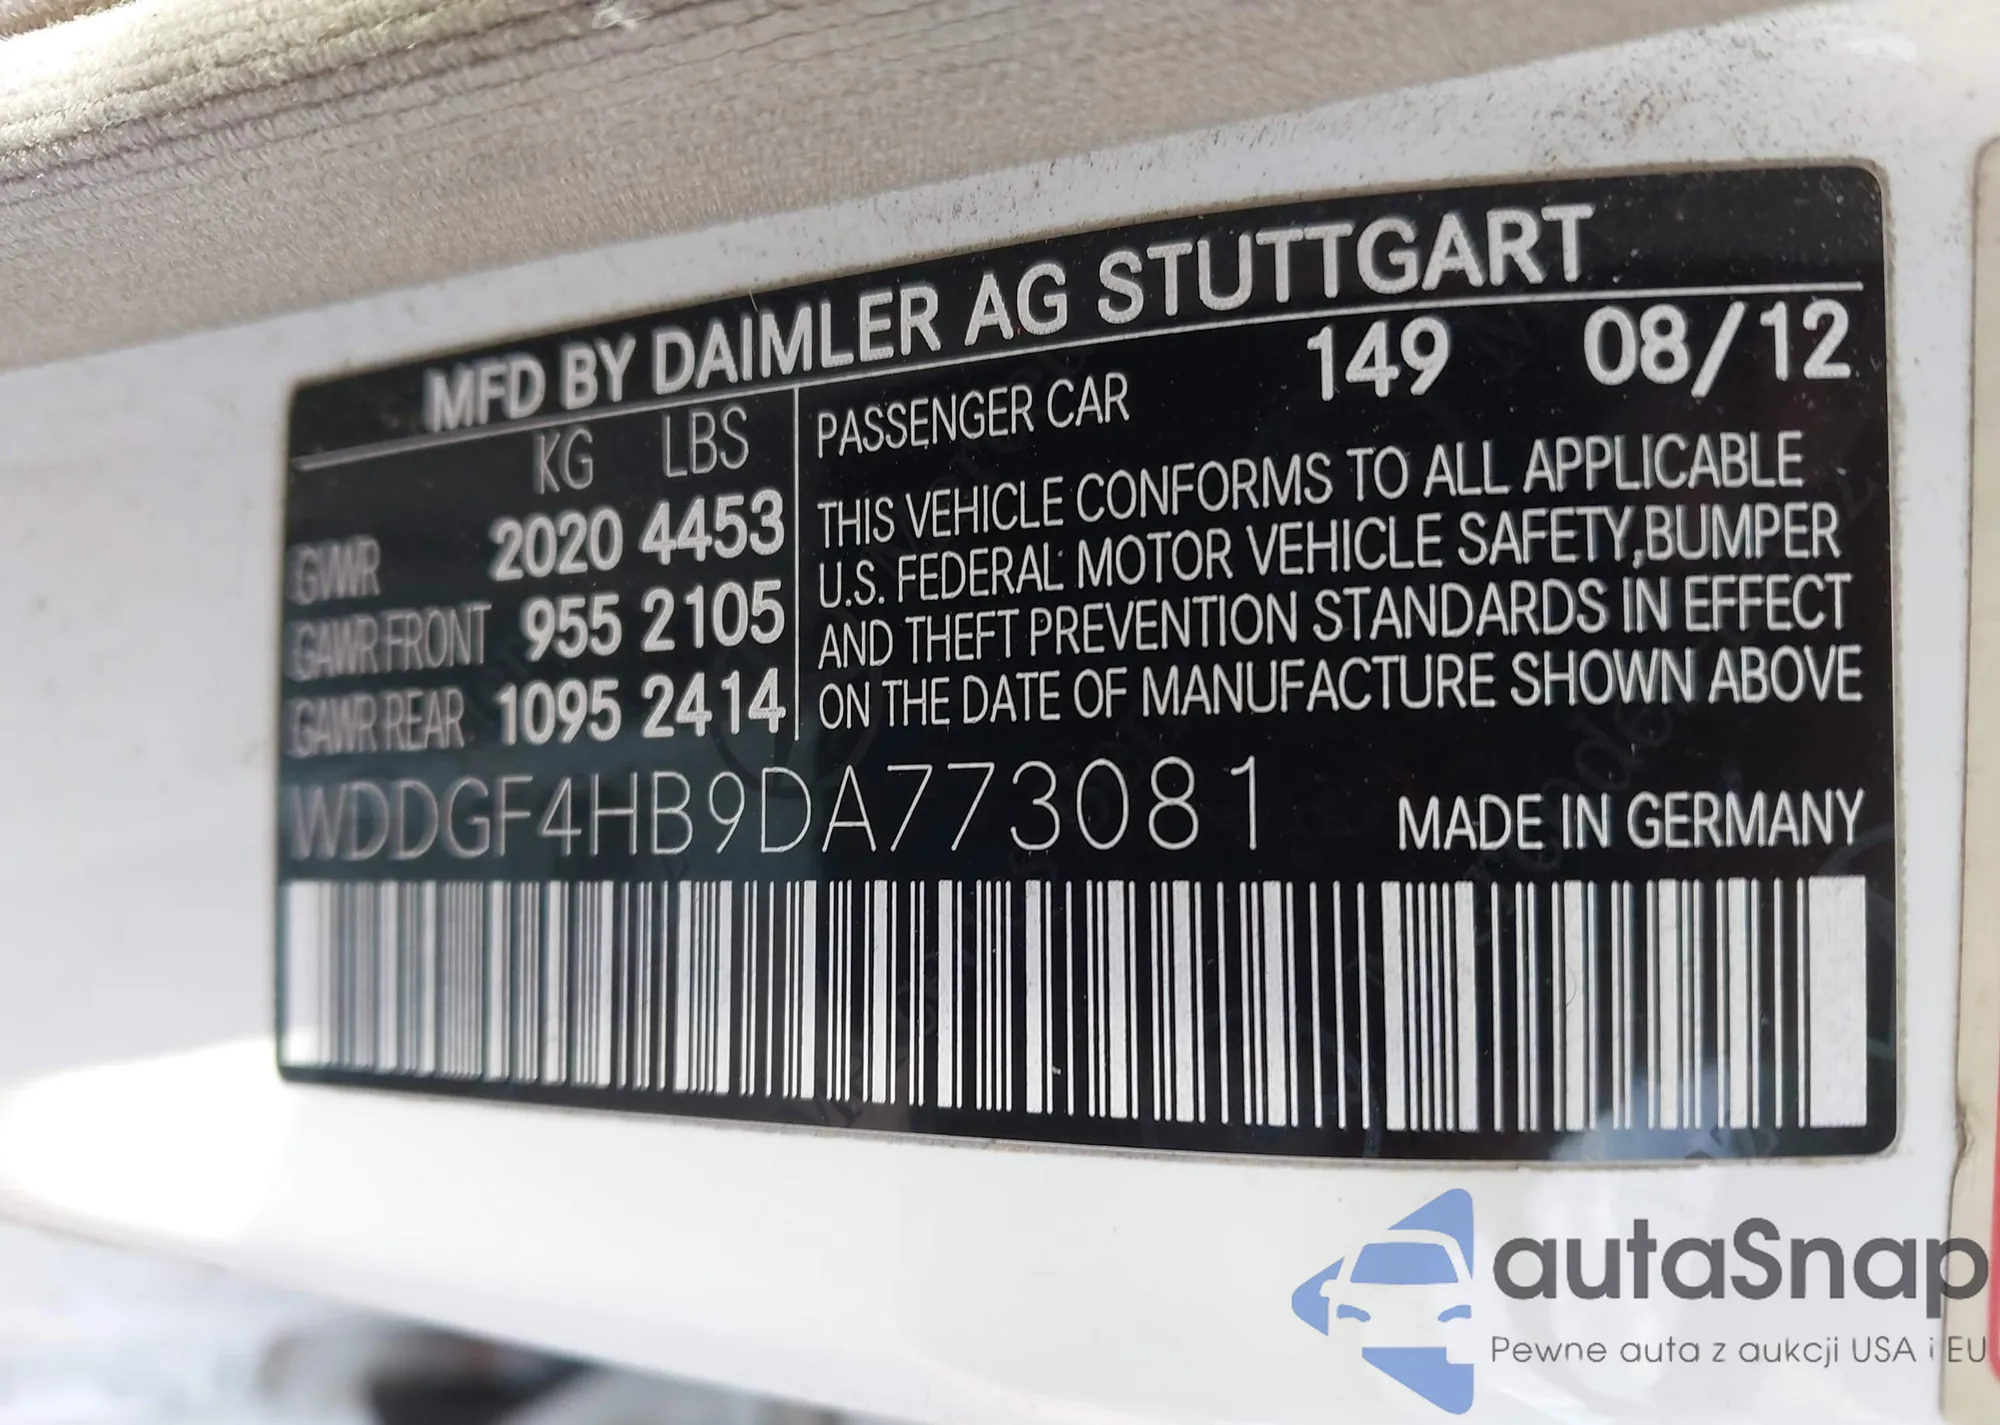 MFD BY DAIMLER AG STUTTGART
KG LBS
GVWR 2020 4453
GAWR FRONT 955 2105
GAWR REAR 1095 2414
PASSENGER CAR 149 08/12
THIS VEHICLE CONFORMS TO ALL APPLICABLE
U.S. FEDERAL MOTOR VEHICLE SAFETY, BUMPER
AND THEFT PREVENTION STANDARDS IN EFFECT
ON THE DATE OF MANUFACTURE SHOWN ABOVE
WDDGF4HB9DA773081 MADE IN GERMANY
autaSnap
Pewne auta z aukcji USA i EU